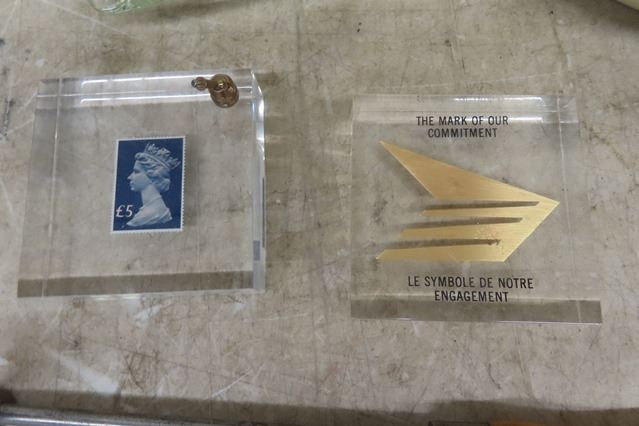 £5
THE MARK OF OUR
COMMITMENT
LE SYMBOLE DE NOTRE
ENGAGEMENT